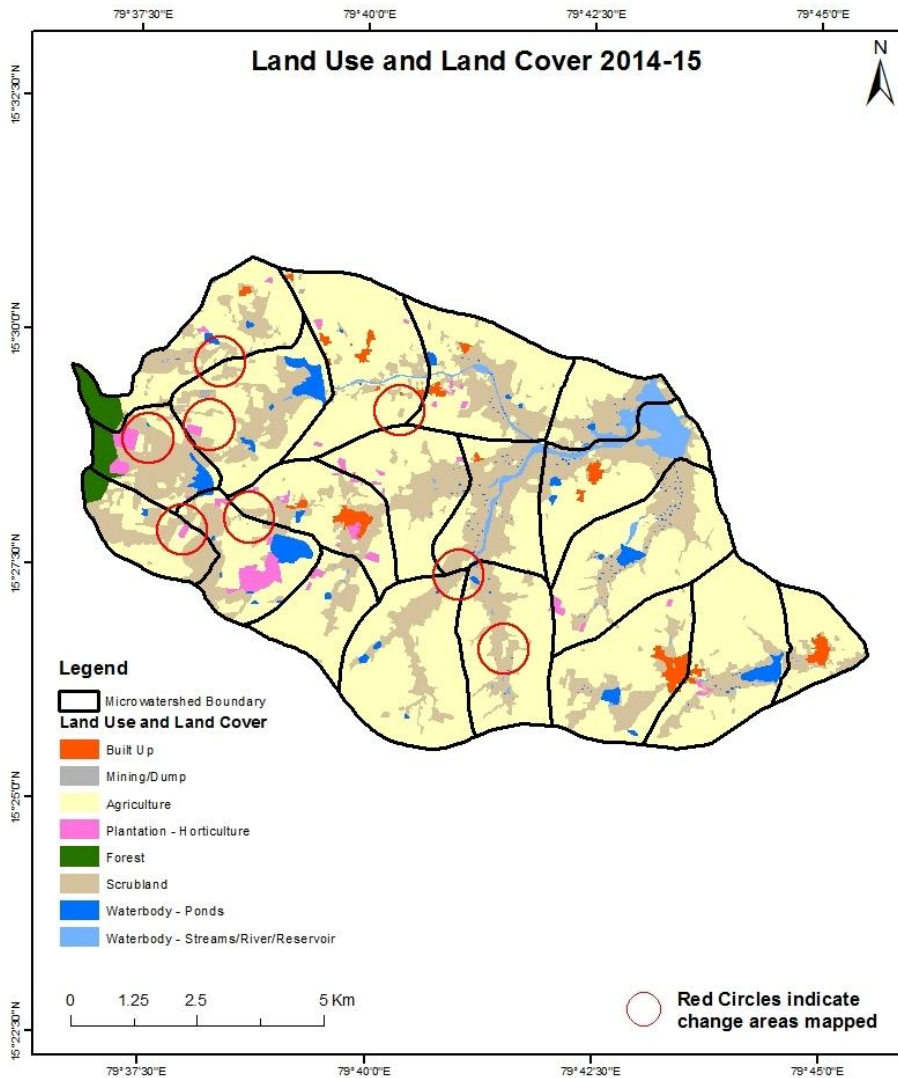 79°37'30"E 79°40'0"E 79°42'30"E 79°45'0"E
Land Use and Land Cover 2014-15
N
15°32'30"N
15°30'0"N
15°27'30"N
15°25'0"N
15°22'30"N
Legend
Microwatershed Boundary
Land Use and Land Cover
Built Up
Mining/Dump
Agriculture
Plantation - Horticulture
Forest
Scrubland
Waterbody - Ponds
Waterbody - Streams/River/Reservoir
0 1.25 2.5 5 Km
Red Circles indicate
change areas mapped
79°37'30"E 79°40'0"E 79°42'30"E 79°45'0"E